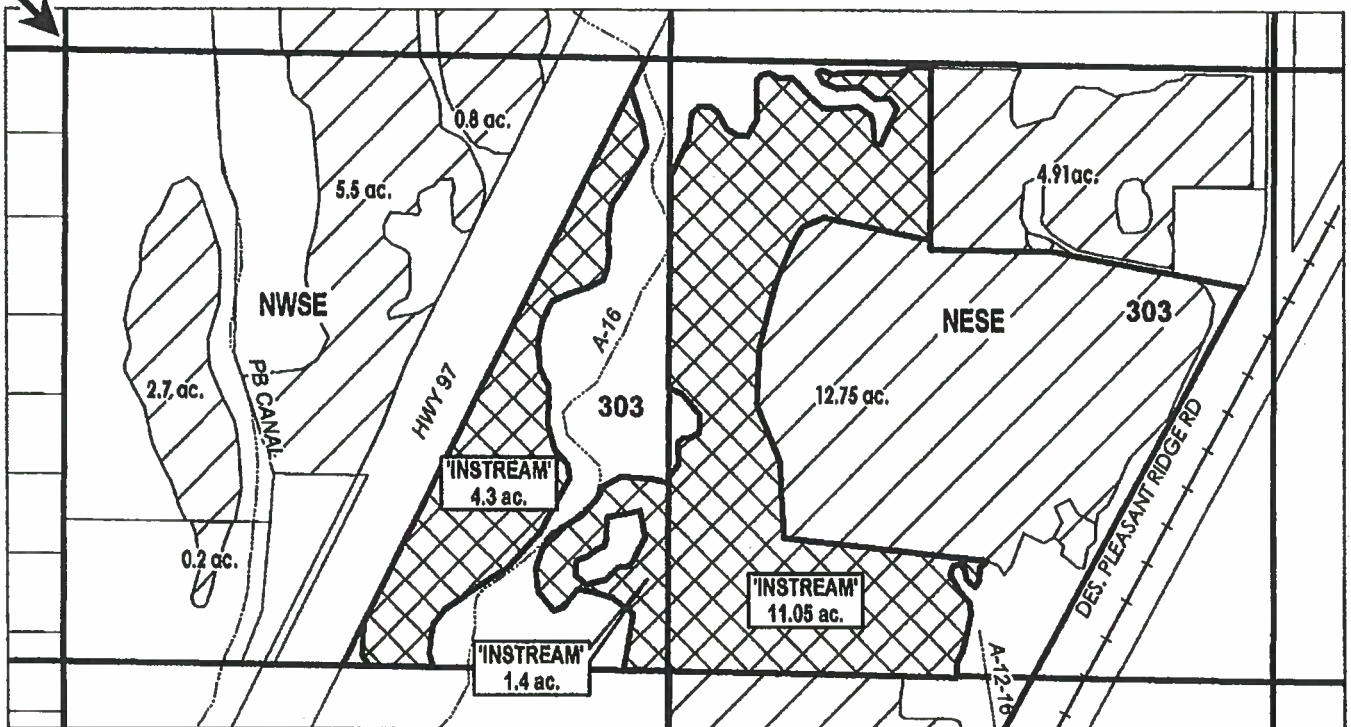 0.8 ac.
5.5 ac.
4.91ac.
NWSE
A-16
NESE
303
2.7 ac.
PB CANAL
HWY 97
303
12.75 ac.
'INSTREAM'
4.3 ac.
DES. PLEASANT RIDGE RD
0.2 ac.
'INSTREAM'
11.05 ac.
'INSTREAM'
1.4 ac.
A-12-16